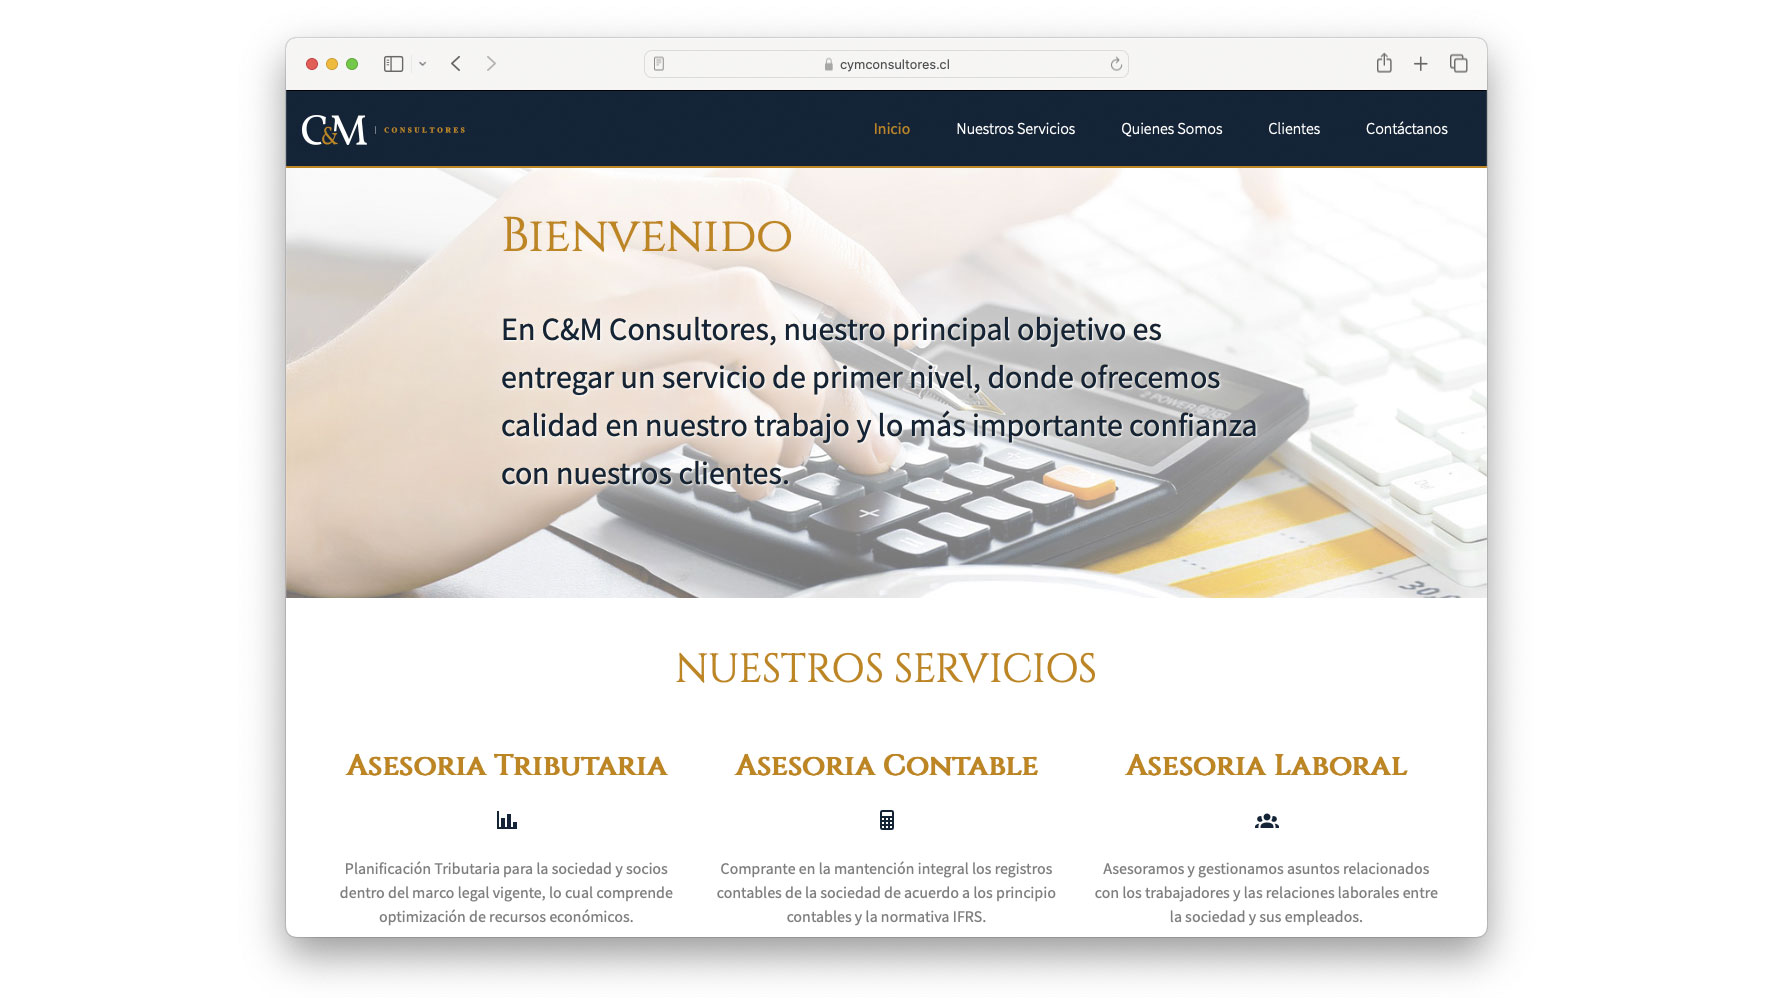 cymconsultores.cl
C&M | CONSULTORES
Inicio Nuestros Servicios Quienes Somos Clientes Contáctanos
Bienvenido
En C&M Consultores, nuestro principal objetivo es
entregar un servicio de primer nivel, donde ofrecemos
calidad en nuestro trabajo y lo más importante confianza
con nuestros clientes.
NUESTROS SERVICIOS
Asesoria Tributaria
Planificación Tributaria para la sociedad y socios
dentro del marco legal vigente, lo cual comprende
optimización de recursos económicos.
Asesoria Contable
Comprante en la mantención integral los registros
contables de la sociedad de acuerdo a los principio
contables y la normativa IFRS.
Asesoria Laboral
Asesoramos y gestionamos asuntos relacionados
con los trabajadores y las relaciones laborales entre
la sociedad y sus empleados.